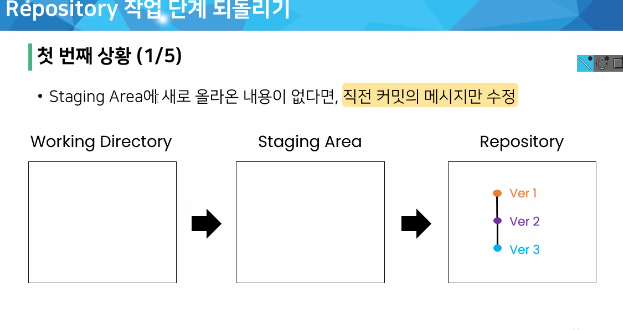 Repository 작업 단계 되돌리기
첫 번째 상황 (1/5)
• Staging Area에 새로 올라온 내용이 없다면, 직전 커밋의 메시지만 수정
Working Directory
Staging Area
Repository
Ver 1
Ver 2
Ver 3